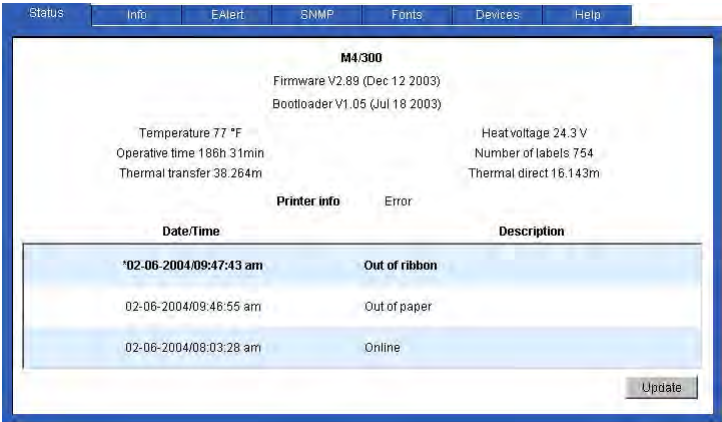 Status Info EAlert SNMP Fonts Devices Help
M4/300
Firmware V2.89 (Dec 12 2003)
Bootloader V1.05 (Jul 18 2003)
Temperature 77 °F Heat voltage 24.3 V
Operative time 186h 31min Number of labels 754
Thermal transfer 38.264m Thermal direct 16.143m
Printer info Error
Date/Time Description
*02-06-2004/09:47:43 am Out of ribbon
02-06-2004/09:46:55 am Out of paper
02-06-2004/08:03:28 am Online
Update